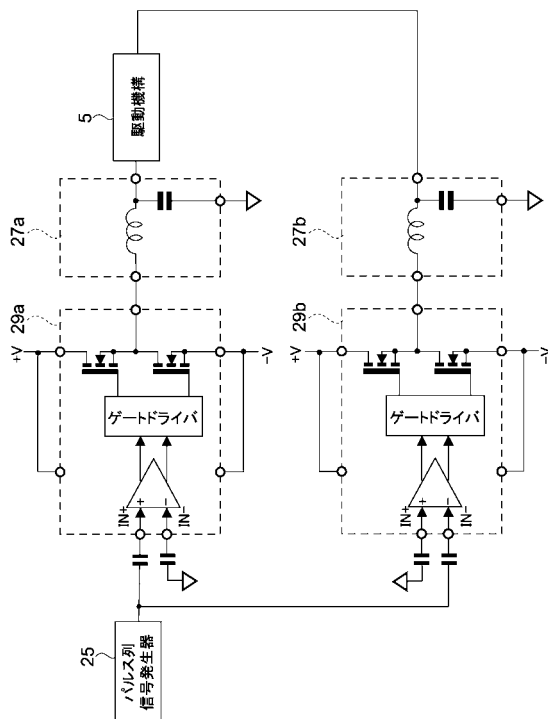 25
パルス列
信号発生器
29a
+V
IN+
+
−
IN−
ゲートドライバ
−V
27a
5
駆動機構
29b
+V
IN+
+
−
IN−
ゲートドライバ
−V
27b